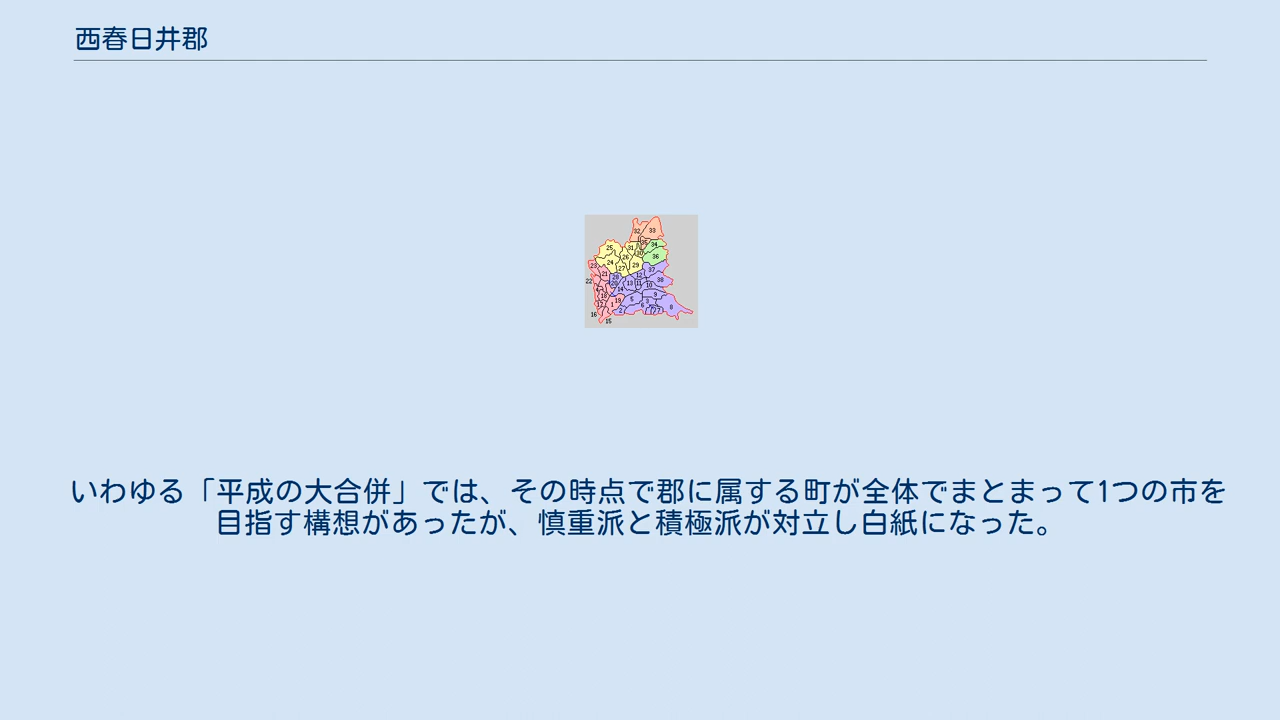 西春日井郡
いわゆる「平成の大合併」では、その時点で郡に属する町が全体でまとまって1つの市を
目指す構想があったが、慎重派と積極派が対立し白紙になった。